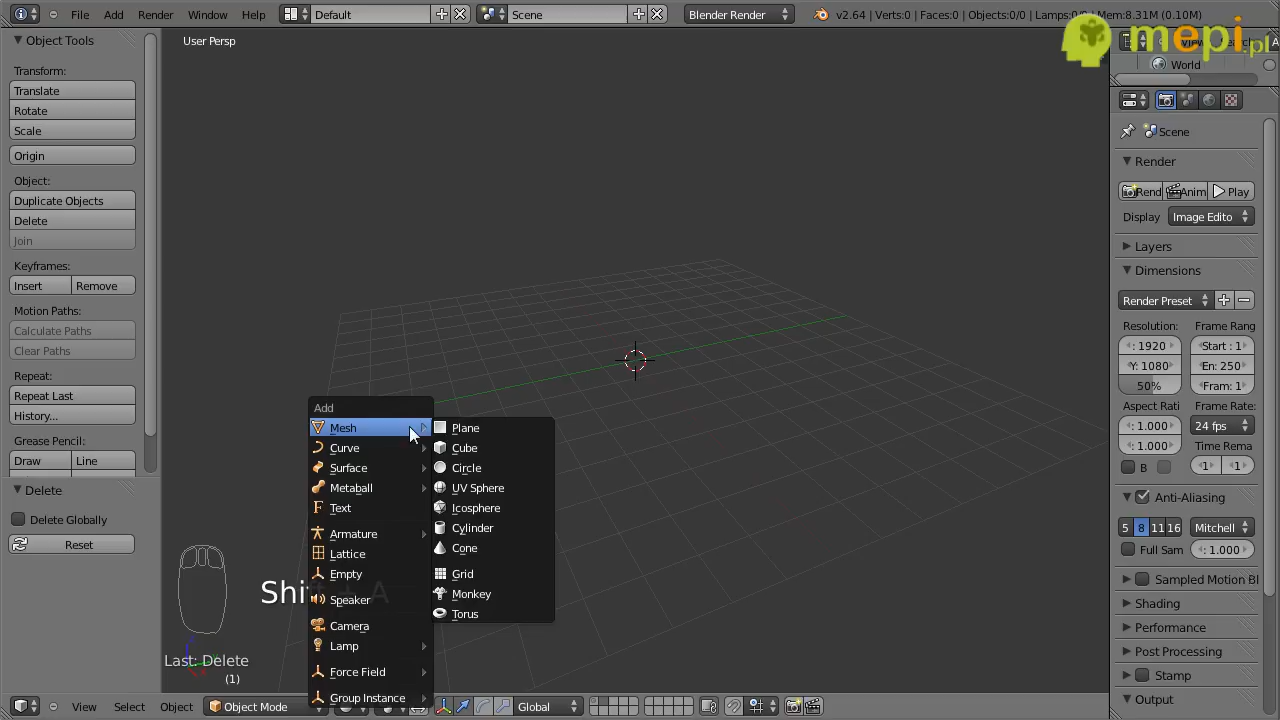 File Add Render Window Help Default Scene Blender Render v2.64 | Verts:0 | Faces:0 | Objects:0/0 | Lamps:0/0 | Mem:8.31M (0.10M)
mepi.pl
Object Tools
Transform:
Translate
Rotate
Scale
Origin
Object:
Duplicate Objects
Delete
Join
Keyframes:
Insert Remove
Motion Paths:
Calculate Paths
Clear Paths
Repeat:
Repeat Last
History...
Grease Pencil:
Draw Line
Delete
Delete Globally
Reset
User Persp
Add
Mesh
Curve
Surface
Metaball
Text
Armature
Lattice
Empty
Speaker
Camera
Lamp
Force Field
Group Instance
Plane
Cube
Circle
UV Sphere
Icosphere
Cylinder
Cone
Grid
Monkey
Torus
Shift + A
Last: Delete
(1)
View Select Object Object Mode Global
World
Scene
Render
Rend Anim Play
Display Image Edito
Layers
Dimensions
Render Preset
Resolution: Frame Rang
: 1920 Start : 1
Y: 1080 En: 250
50% Fram: 1
Aspect Rati Frame Rate:
: 1.000 24 fps
: 1.000 Time Rema
B 1 1
Anti-Aliasing
5 8 11 16 Mitchell
Full Sam : 1.000
Sampled Motion Bl
Shading
Performance
Post Processing
Stamp
Output